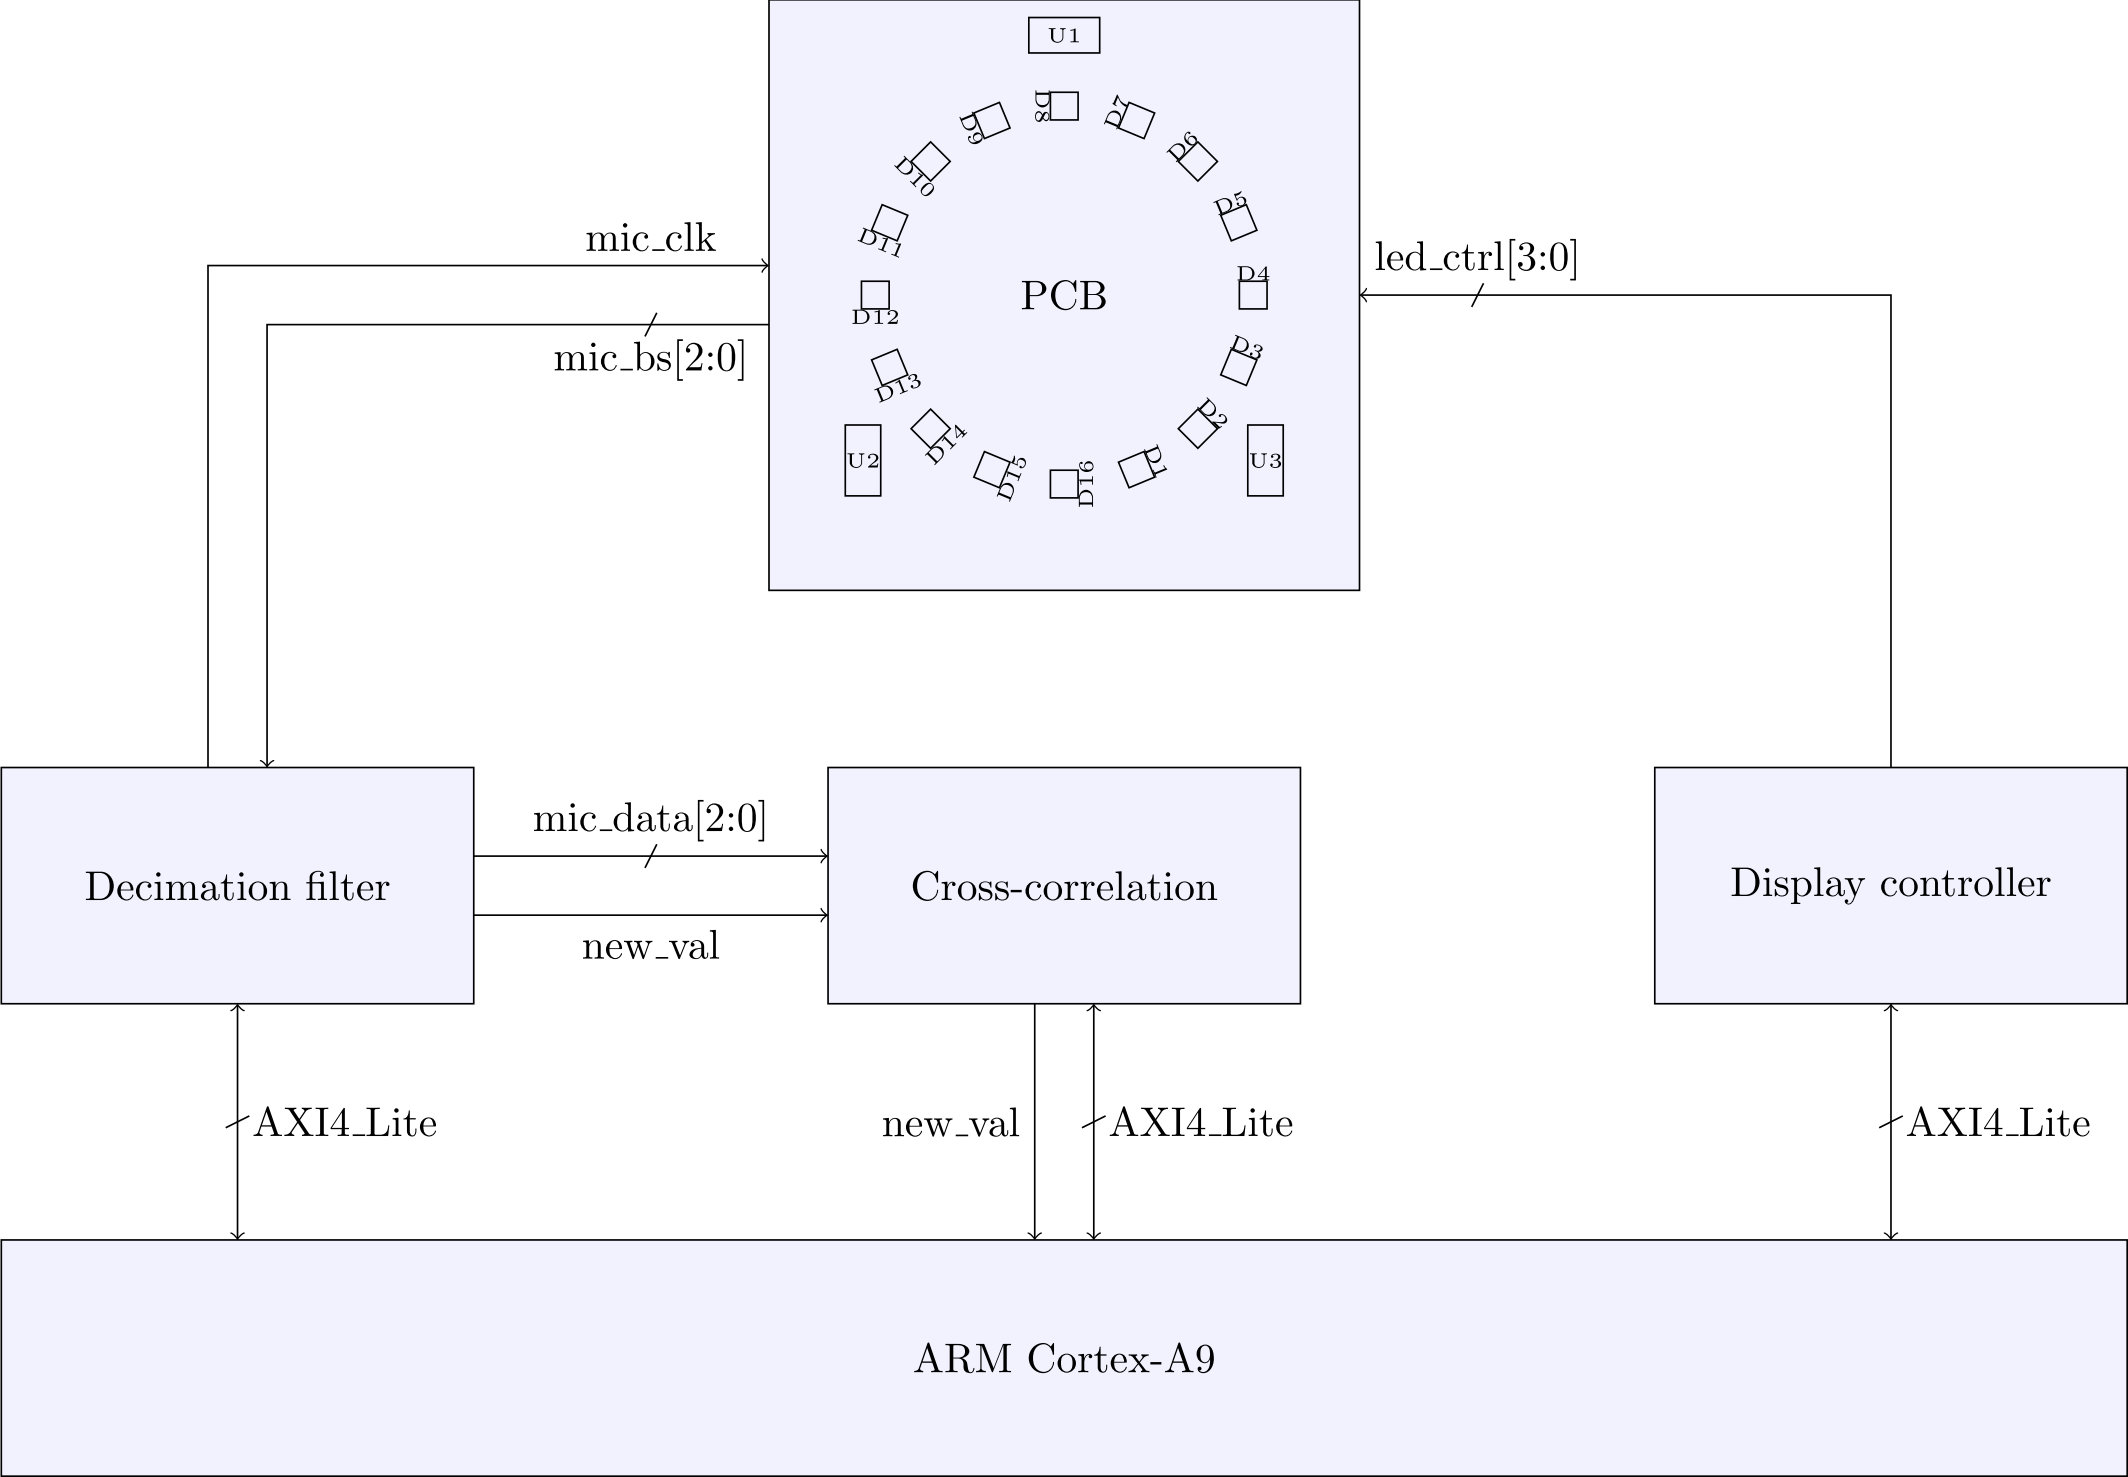 U1
D8
D7
D9
D6
D10
D5
D11
mic_clk
led_ctrl[3:0]
D4
PCB
D12
D3
mic_bs[2:0]
D13
D2
D14
D1
U2
U3
D15
D16
mic_data[2:0]
Decimation filter
Cross-correlation
Display controller
new_val
AXI4_Lite
new_val
AXI4_Lite
AXI4_Lite
ARM Cortex-A9